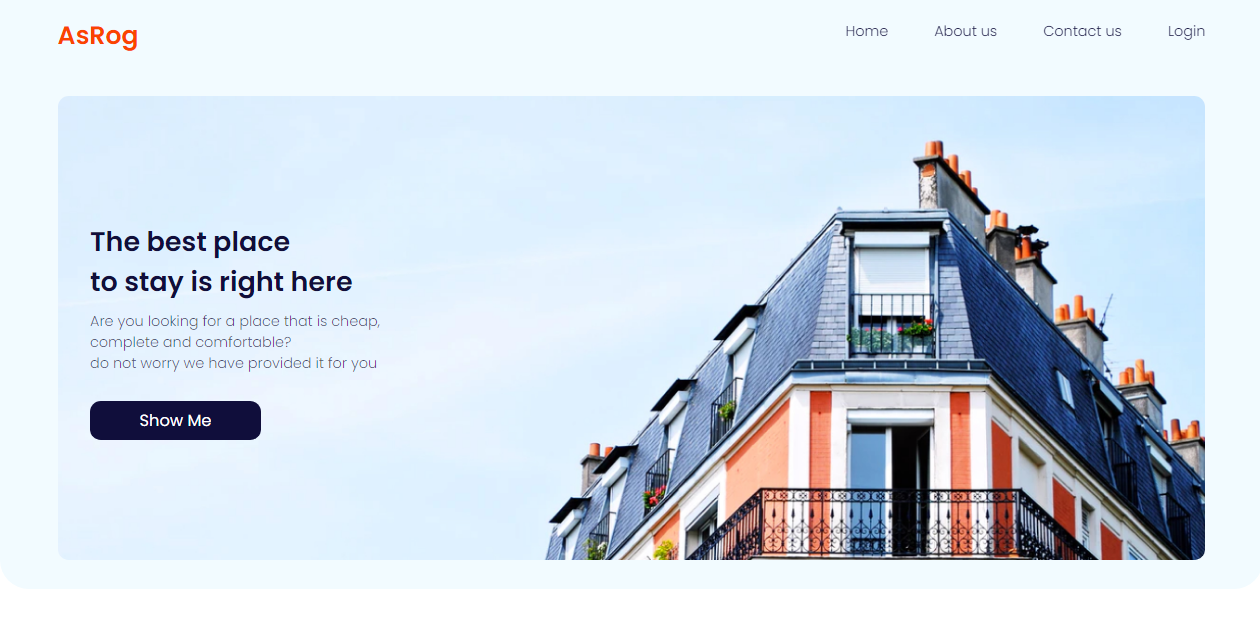 AsRog
Home About us Contact us Login
The best place
to stay is right here
Are you looking for a place that is cheap,
complete and comfortable?
do not worry we have provided it for you
Show Me